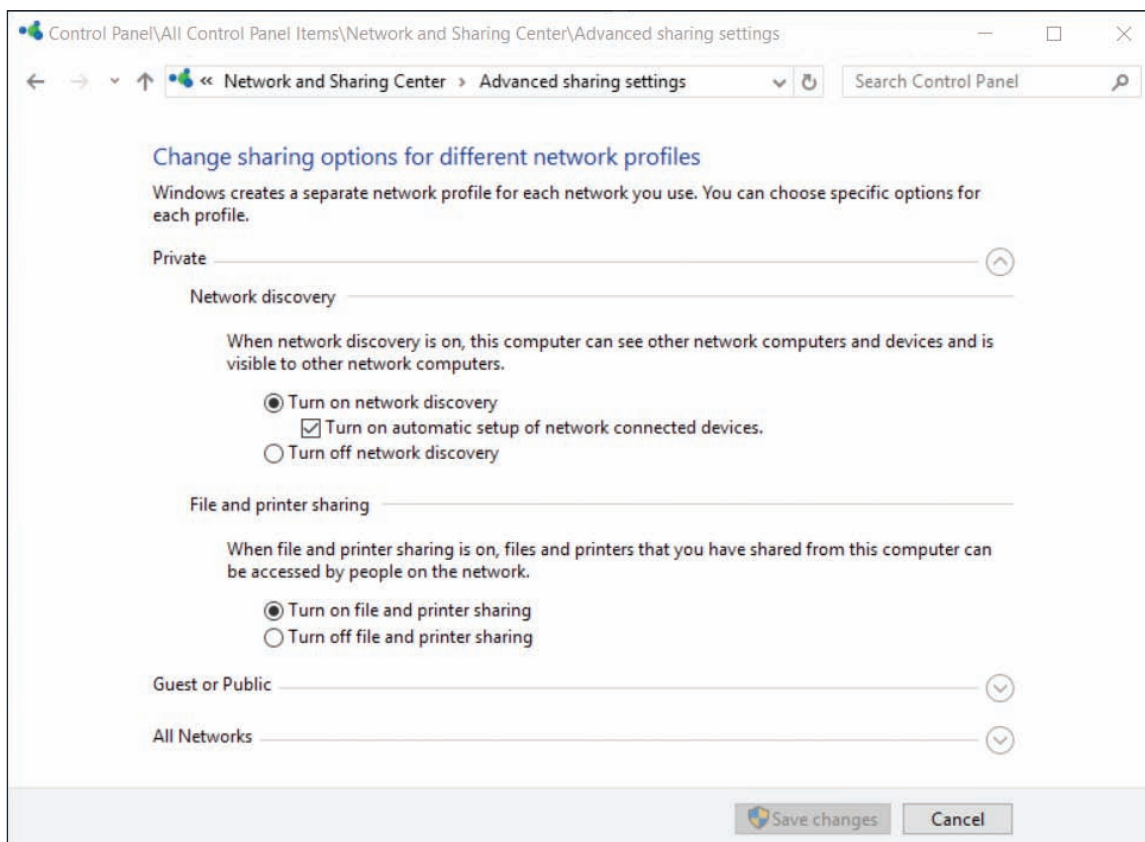 Control Panel\All Control Panel Items\Network and Sharing Center\Advanced sharing settings
« Network and Sharing Center › Advanced sharing settings
Search Control Panel
Change sharing options for different network profiles
Windows creates a separate network profile for each network you use. You can choose specific options for
each profile.
Private
Network discovery
When network discovery is on, this computer can see other network computers and devices and is
visible to other network computers.
Turn on network discovery
Turn on automatic setup of network connected devices.
Turn off network discovery
File and printer sharing
When file and printer sharing is on, files and printers that you have shared from this computer can
be accessed by people on the network.
Turn on file and printer sharing
Turn off file and printer sharing
Guest or Public
All Networks
Save changes
Cancel